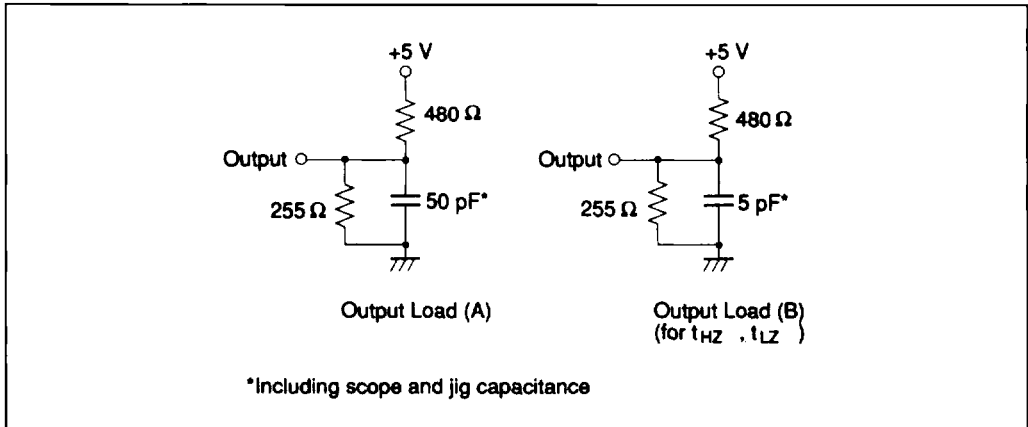 +5 V
480 Ω
Output
255 Ω
50 pF*
Output Load (A)
+5 V
480 Ω
Output
255 Ω
5 pF*
Output Load (B)
(for tHZ , tLZ )
*Including scope and jig capacitance